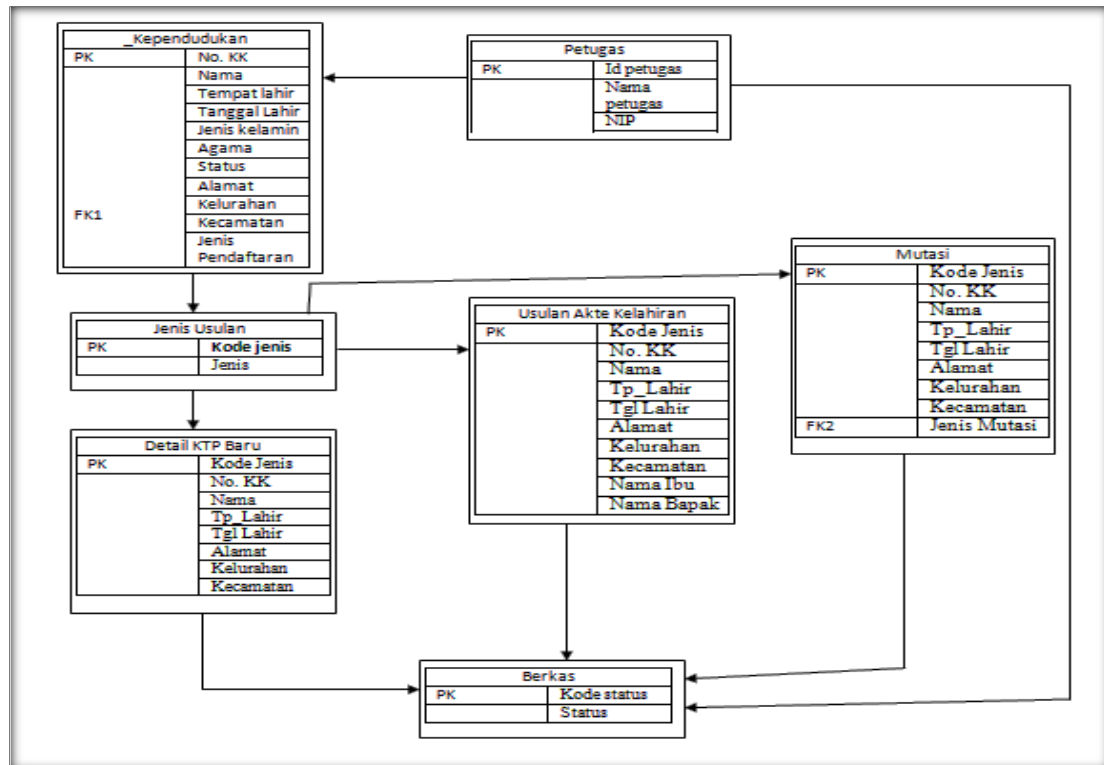 _Kependudukan
PK No. KK
Nama
Tempat lahir
Tanggal Lahir
Jenis kelamin
Agama
Status
Alamat
FK1 Kelurahan
Kecamatan
Jenis
Pendaftaran
Petugas
PK Id petugas
Nama
petugas
NIP
Jenis Usulan
PK Kode jenis
Jenis
Usulan Akte Kelahiran
PK Kode Jenis
No. KK
Nama
Tp_Lahir
Tgl Lahir
Alamat
Kelurahan
Kecamatan
Nama Ibu
Nama Bapak
Mutasi
PK Kode Jenis
No. KK
Nama
Tp_Lahir
Tgl Lahir
Alamat
Kelurahan
Kecamatan
FK2 Jenis Mutasi
Detail KTP Baru
PK Kode Jenis
No. KK
Nama
Tp_Lahir
Tgl Lahir
Alamat
Kelurahan
Kecamatan
Berkas
PK Kode status
Status